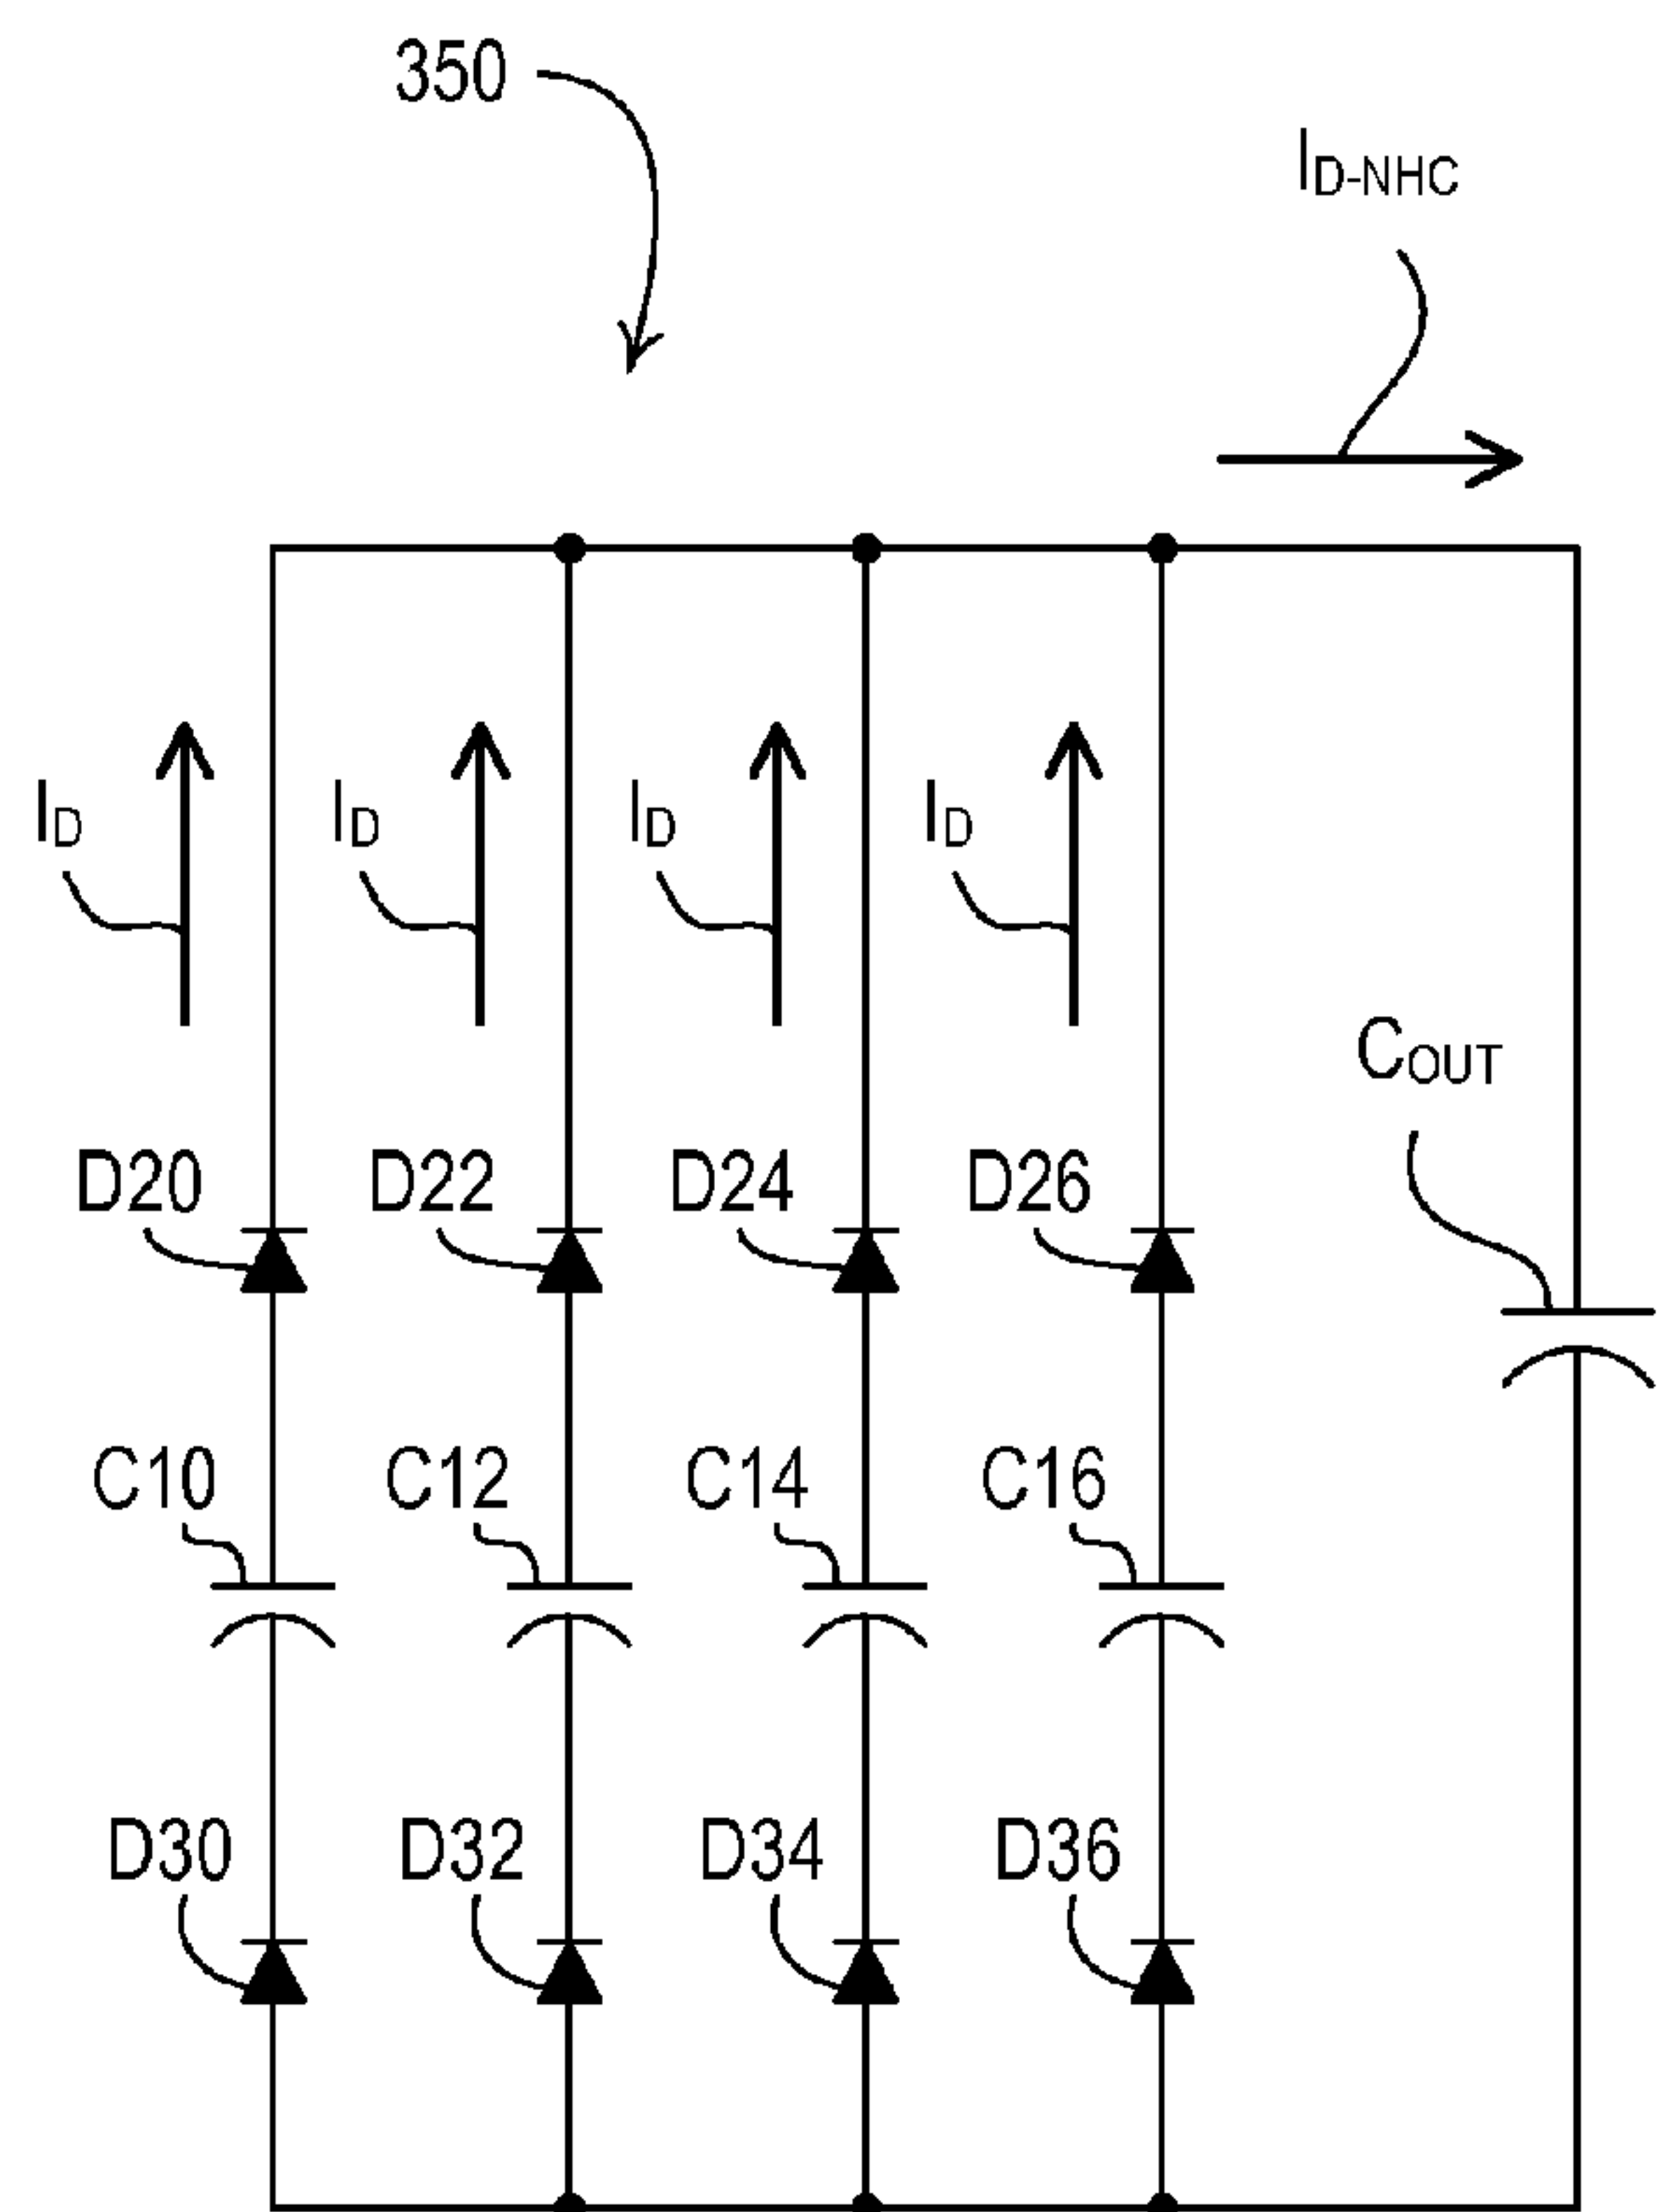 350
ID-NHC
ID ID ID ID
COUT
D20 D22 D24 D26
C10 C12 C14 C16
D30 D32 D34 D36